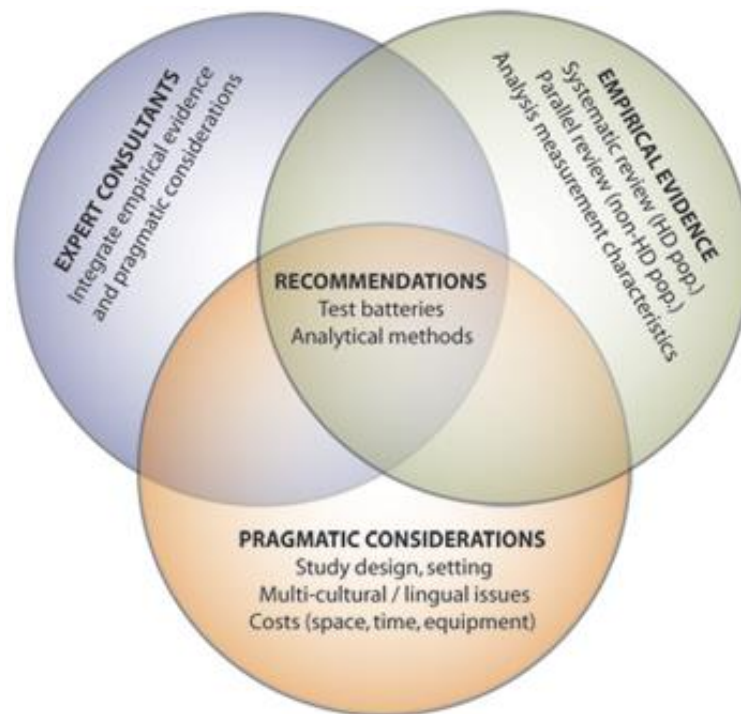 EXPERT CONSULTANTS
Integrate empirical evidence
and pragmatic considerations
EMPIRICAL EVIDENCE
Systematic review (HD pop.)
Parallel review (non-HD pop.)
Analysis measurement characteristics
RECOMMENDATIONS
Test batteries
Analytical methods
PRAGMATIC CONSIDERATIONS
Study design, setting
Multi-cultural / lingual issues
Costs (space, time, equipment)